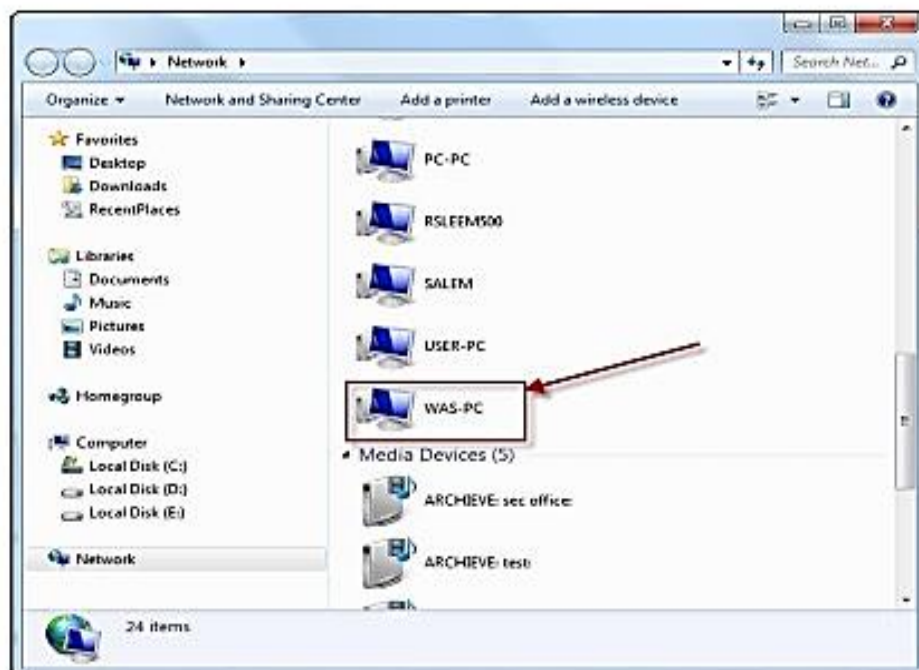 Network
Search Net...
Organize
Network and Sharing Center
Add a printer
Add a wireless device
Favorites
Desktop
Downloads
RecentPlaces
Libraries
Documents
Music
Pictures
Videos
Homegroup
Computer
Local Disk (C:)
Local Disk (D:)
Local Disk (E:)
Network
PC-PC
RSLEEM500
SALEM
USER-PC
WAS-PC
Media Devices (5)
ARCHIEVE: sec office:
ARCHIEVE: test:
24 items